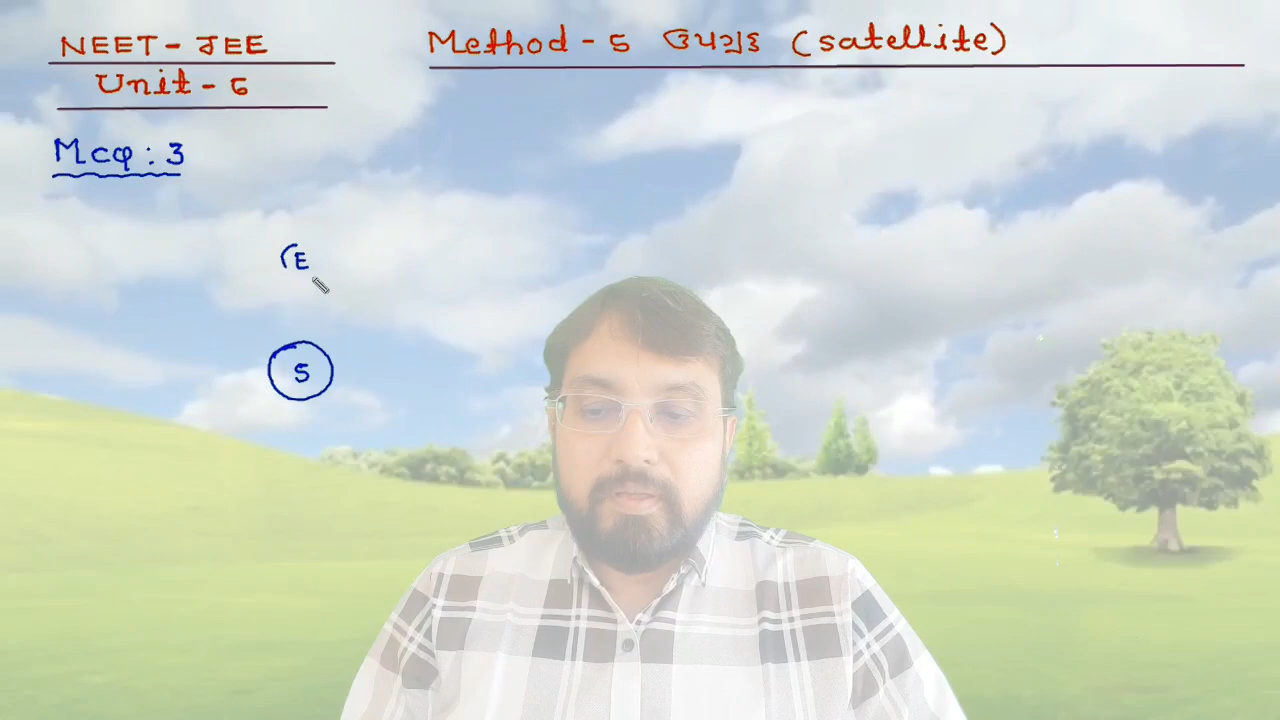 NEET - JEE
Unit - 6
Method - 5 ઉપગ્રહ (satellite)
Mcq : 3
E
S